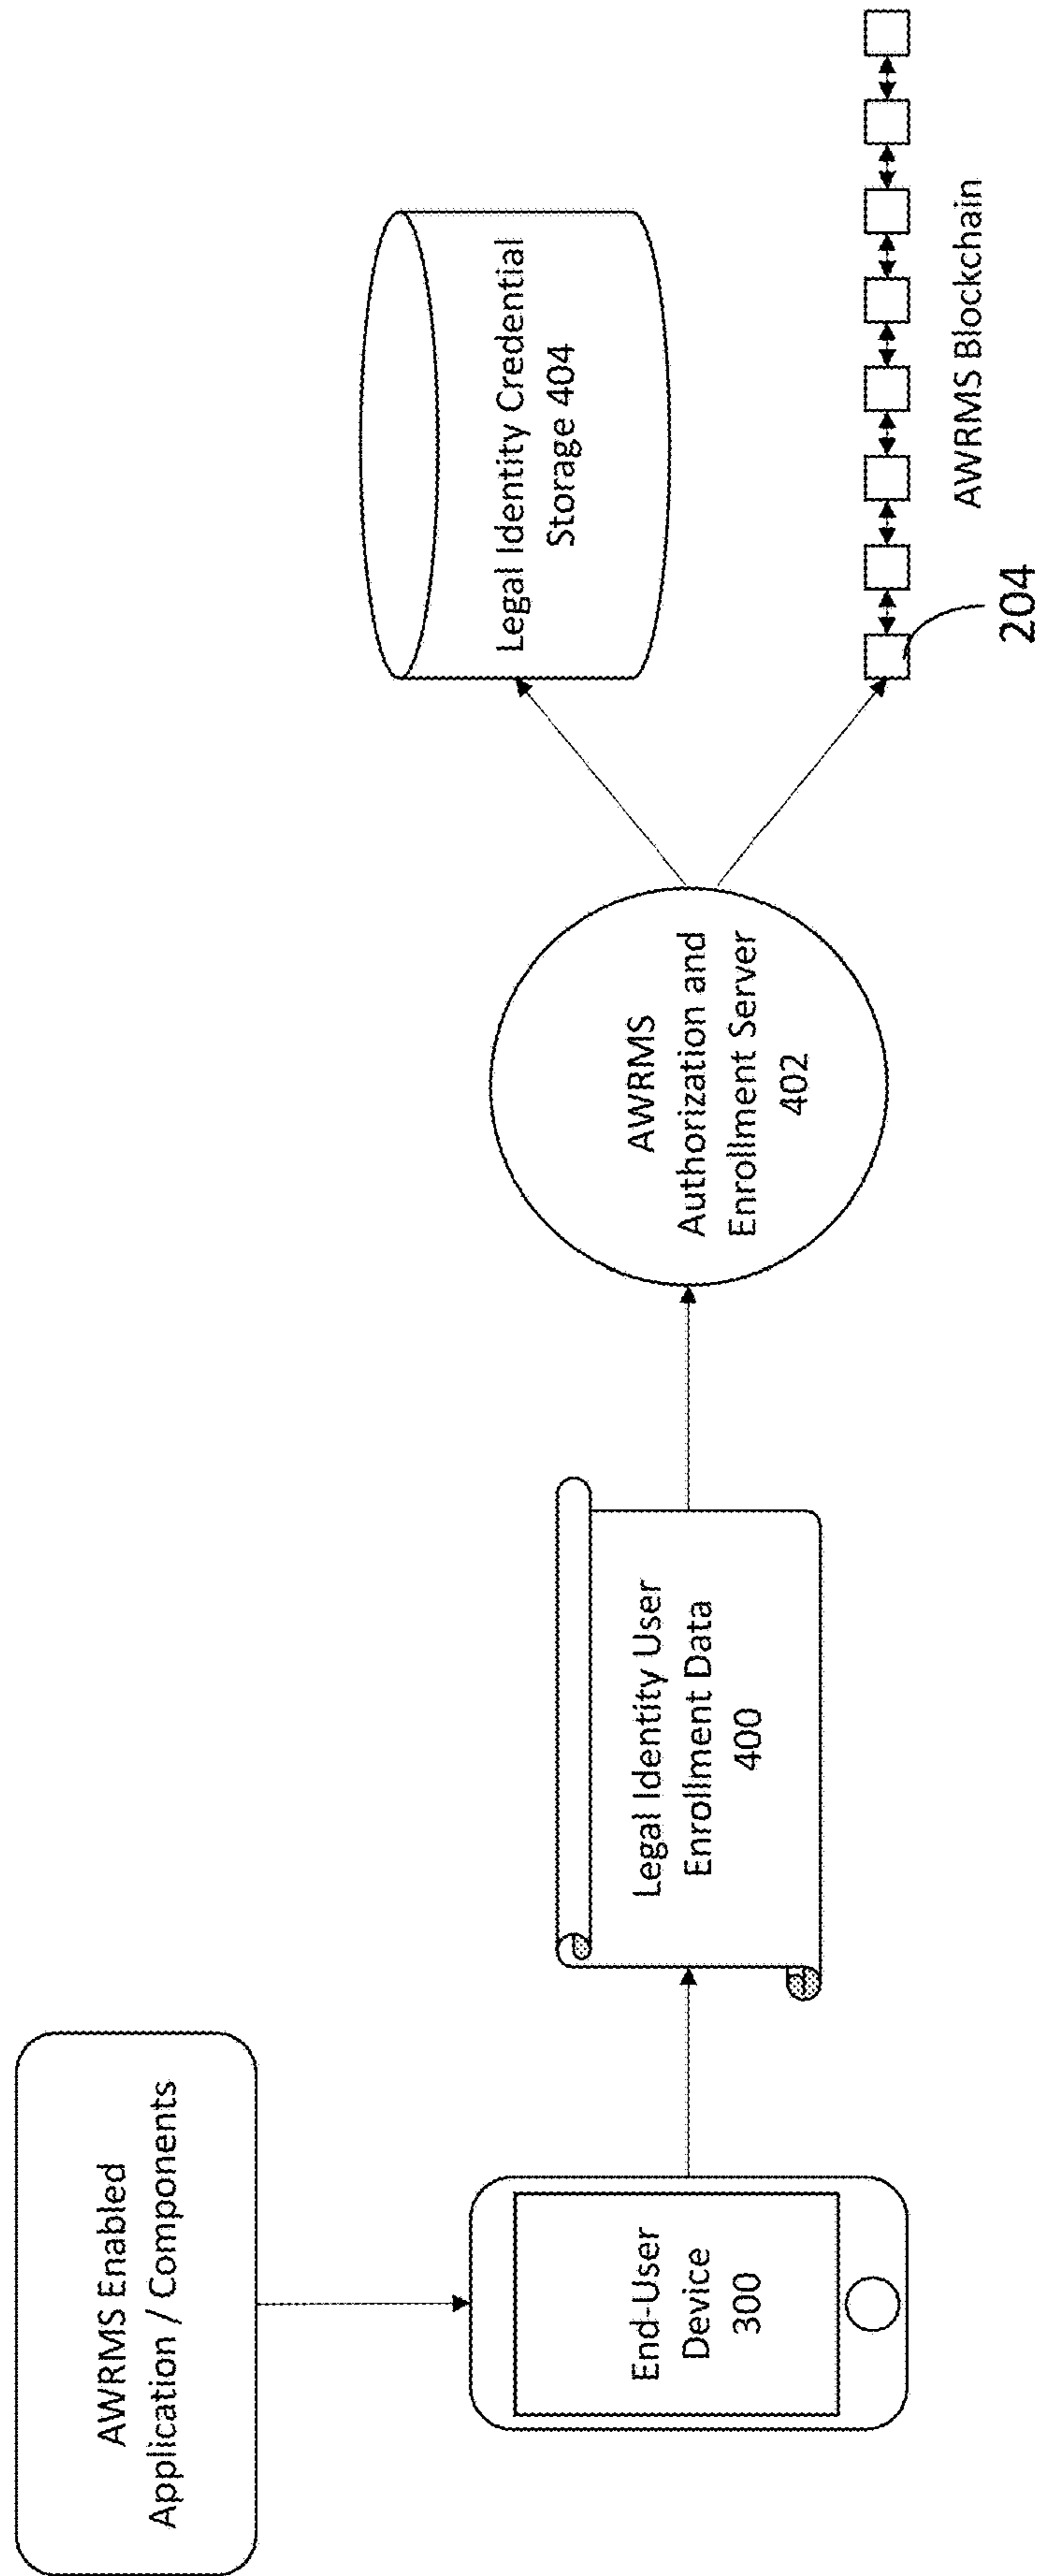 AWRMS Enabled
Application / Components
End-User
Device
300
Legal Identity User
Enrollment Data
400
AWRMS
Authorization and
Enrollment Server
402
Legal Identity Credential
Storage 404
AWRMS Blockchain
204